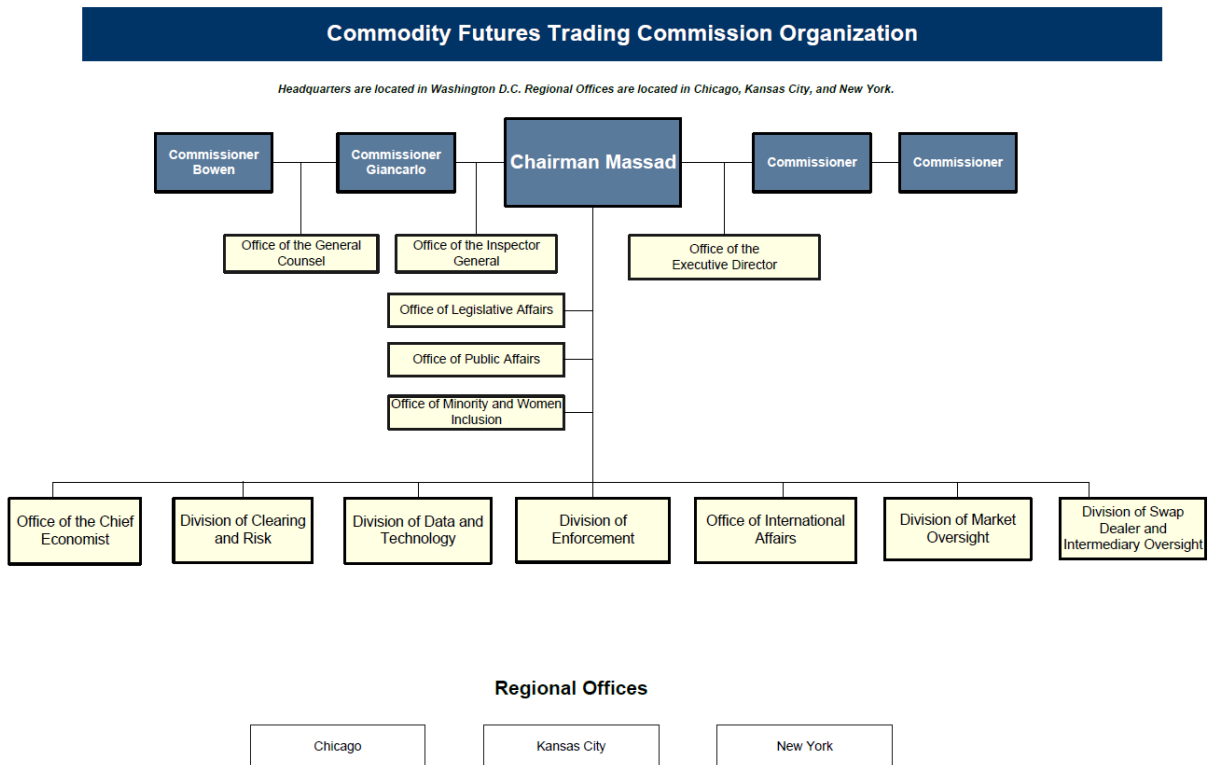 Commodity Futures Trading Commission Organization
Headquarters are located in Washington D.C. Regional Offices are located in Chicago, Kansas City, and New York.
Commissioner
Bowen
Commissioner
Giancarlo
Chairman Massad
Commissioner
Commissioner
Office of the General
Counsel
Office of the Inspector
General
Office of the
Executive Director
Office of Legislative Affairs
Office of Public Affairs
Office of Minority and Women
Inclusion
Office of the Chief
Economist
Division of Clearing
and Risk
Division of Data and
Technology
Division of
Enforcement
Office of International
Affairs
Division of Market
Oversight
Division of Swap
Dealer and
Intermediary Oversight
Regional Offices
Chicago
Kansas City
New York